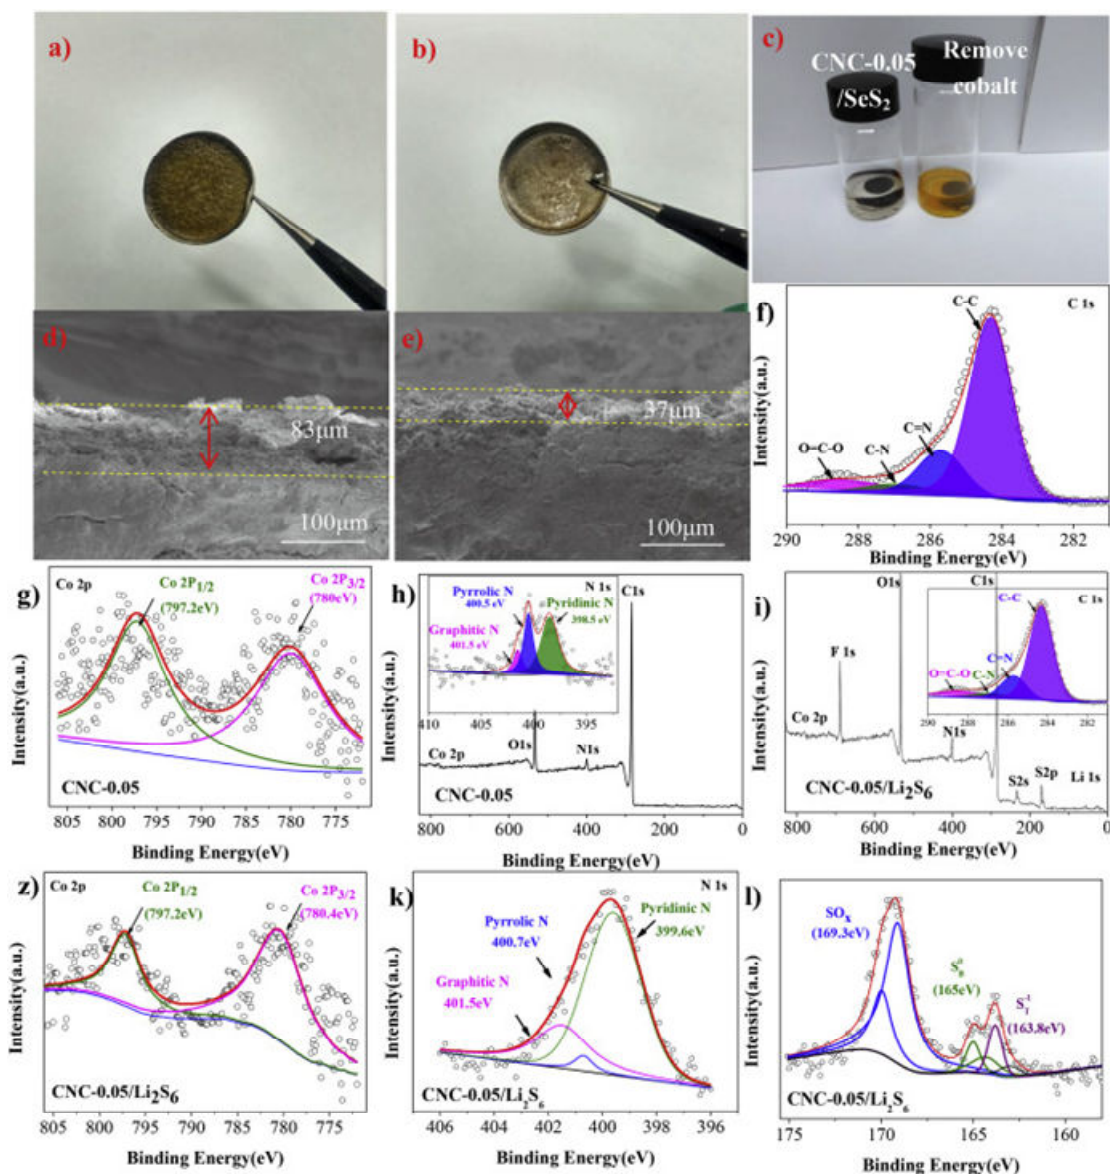 a)
b)
c)
CNC-0.05
/SeS2
Remove
cobalt
d)
83μm
100μm
e)
37μm
100μm
f)
C 1s
C-C
C=N
C-N
O=C-O
Intensity(a.u.)
290 288 286 284 282
Binding Energy(eV)
g)
Co 2p
Co 2P1/2
(797.2eV)
Co 2P3/2
(780eV)
Intensity(a.u.)
CNC-0.05
805 800 795 790 785 780 775
Binding Energy(eV)
h)
N 1s
Pyrrolic N
400.5 eV
Pyridinic N
398.5 eV
Graphitic N
401.5 eV
410 405 400 395
C1s
O1s
N1s
Co 2p
Intensity(a.u.)
CNC-0.05
800 600 400 200 0
Binding Energy(eV)
i)
O1s
C1s
C-C
C=N
O=C-O C-N
290 288 286 284 282
F 1s
Co 2p
N1s
S2s
S2p
Li 1s
Intensity(a.u.)
CNC-0.05/Li2S6
800 600 400 200 0
Binding Energy(eV)
z)
Co 2p
Co 2P1/2
(797.2eV)
Co 2P3/2
(780.4eV)
Intensity(a.u.)
CNC-0.05/Li2S6
805 800 795 790 785 780 775
Binding Energy(eV)
k)
N 1s
Pyrrolic N
400.7eV
Pyridinic N
399.6eV
Graphitic N
401.5eV
Intensity(a.u.)
CNC-0.05/Li2S6
406 404 402 400 398 396
Binding Energy(eV)
l)
SOx
(169.3eV)
(165eV)
(163.8eV)
Intensity(a.u.)
CNC-0.05/Li2S6
175 170 165 160
Binding Energy(eV)